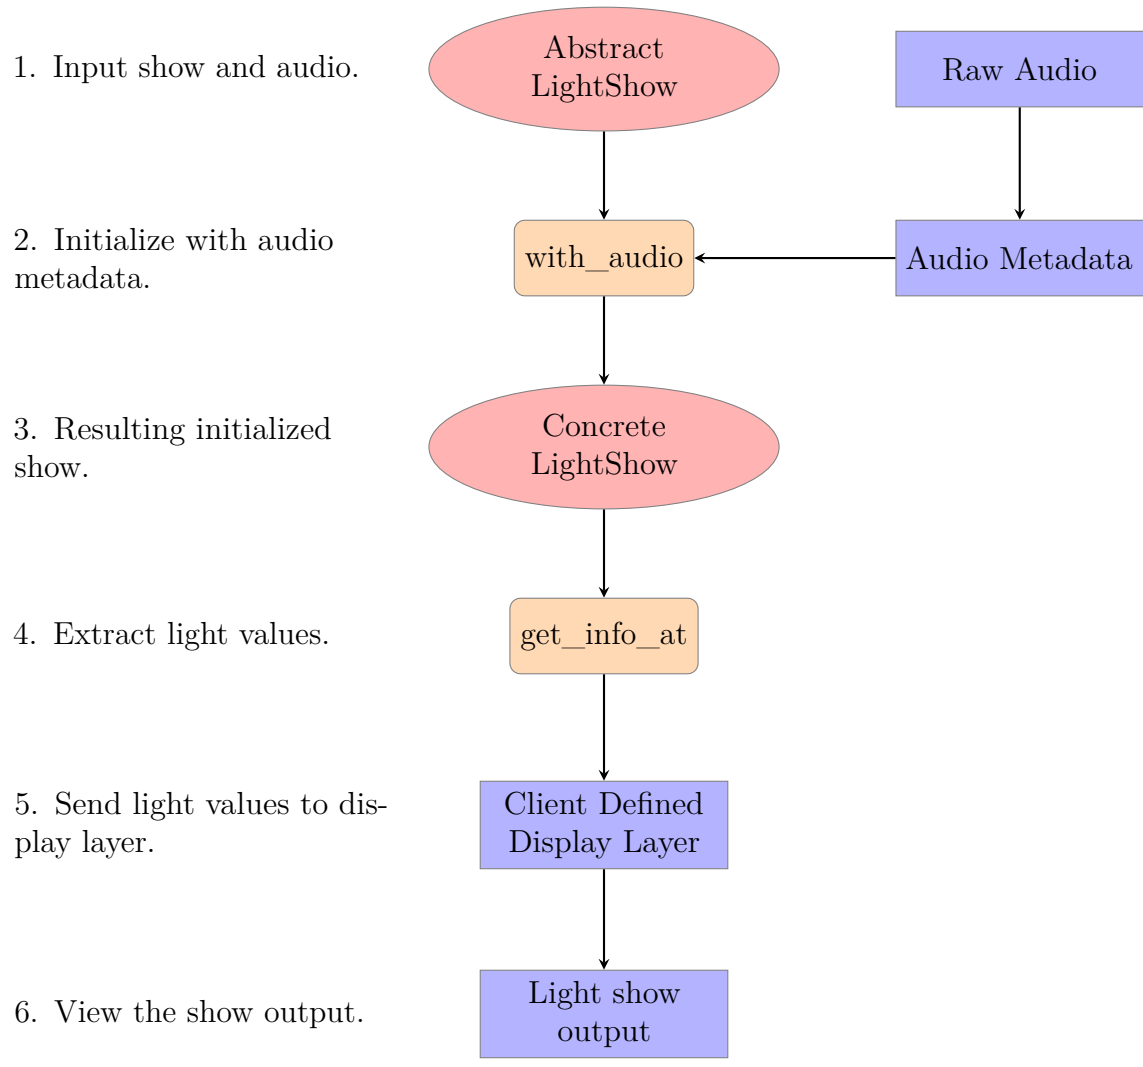 1. Input show and audio.
Abstract
LightShow
Raw Audio
2. Initialize with audio
metadata.
with_audio
Audio Metadata
3. Resulting initialized
show.
Concrete
LightShow
4. Extract light values.
get_info_at
5. Send light values to dis-
play layer.
Client Defined
Display Layer
6. View the show output.
Light show
output